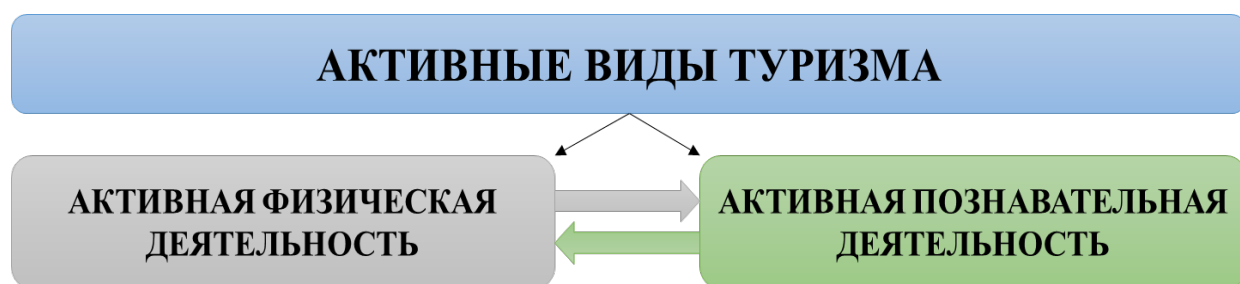 АКТИВНЫЕ ВИДЫ ТУРИЗМА
АКТИВНАЯ ФИЗИЧЕСКАЯ
ДЕЯТЕЛЬНОСТЬ
АКТИВНАЯ ПОЗНАВАТЕЛЬНАЯ
ДЕЯТЕЛЬНОСТЬ